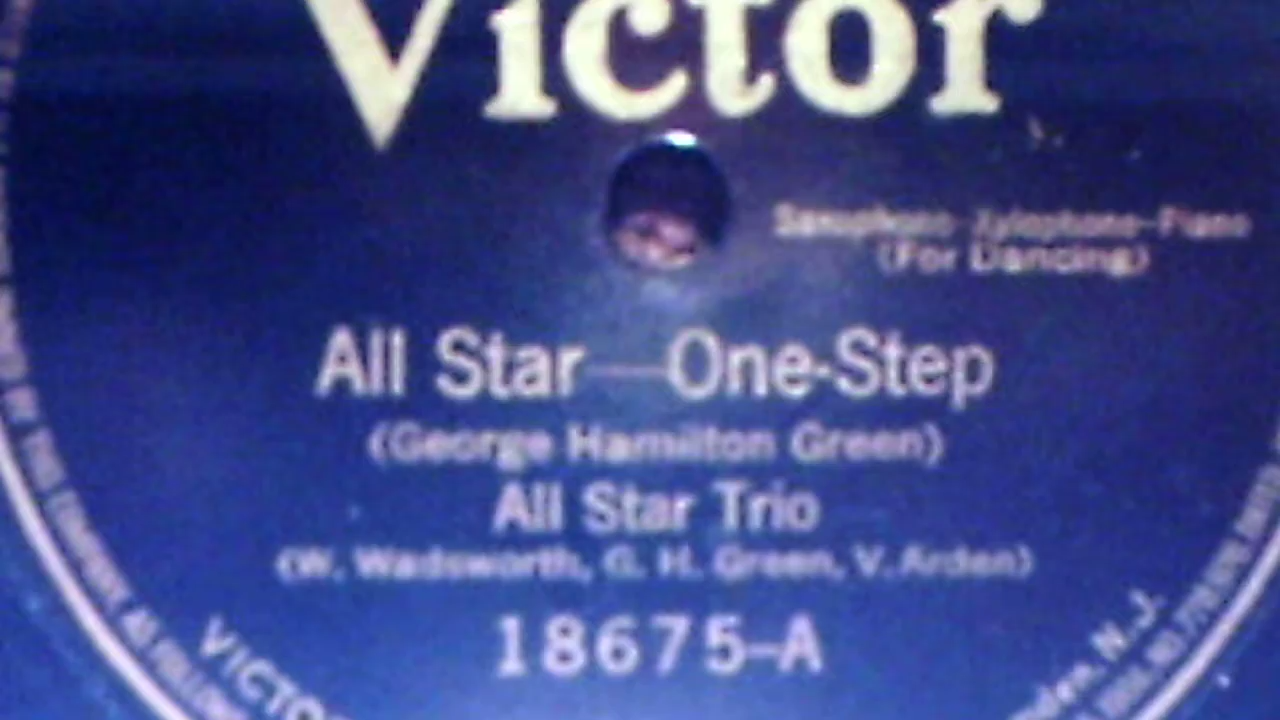 Victor
Saxophone-Xylophone-Piano
(For Dancing)
All Star—One-Step
(George Hamilton Green)
All Star Trio
(W. Wadsworth, G. H. Green, V. Arden)
18675-A
VICTO
N.J.